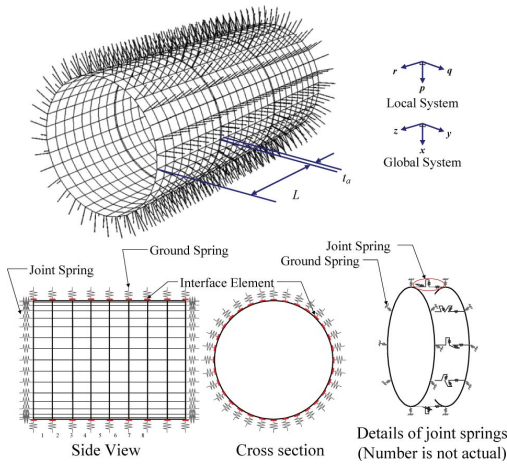 r
q
p
Local System
z
y
x
Global System
t_a
L
Ground Spring
Joint Spring
Interface Element
Joint Spring
Ground Spring
1 2 3 4 5 6 7 8
Side View
Cross section
Details of joint springs
(Number is not actual)